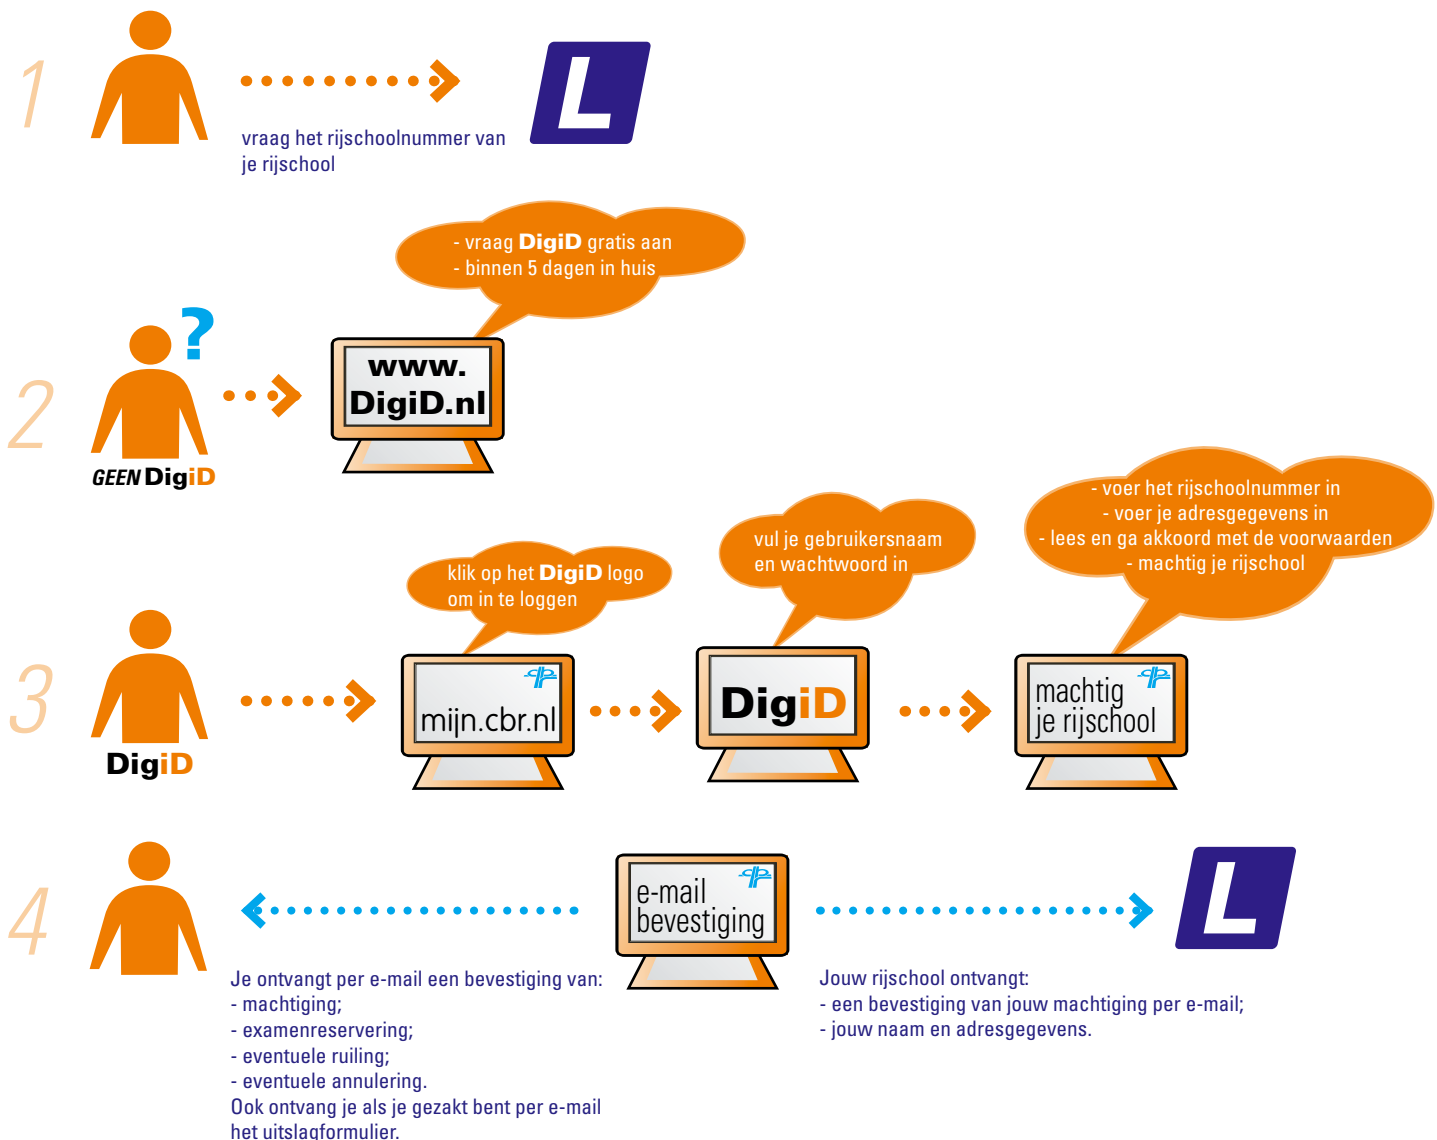 1
L
vraag het rijschoolnummer van
je rijschool
- vraag DigiD gratis aan
- binnen 5 dagen in huis
2
?
www.
DigiD.nl
GEEN DigiD
3
klik op het DigiD logo
om in te loggen
vul je gebruikersnaam
en wachtwoord in
- voer het rijschoolnummer in
- voer je adresgegevens in
- lees en ga akkoord met de voorwaarden
- machtig je rijschool
mijn.cbr.nl
DigiD
machtig
je rijschool
DigiD
4
e-mail
bevestiging
L
Je ontvangt per e-mail een bevestiging van:
- machtiging;
- examenreservering;
- eventuele ruiling;
- eventuele annulering.
Ook ontvang je als je gezakt bent per e-mail
het uitslagformulier.
Jouw rijschool ontvangt:
- een bevestiging van jouw machtiging per e-mail;
- jouw naam en adresgegevens.